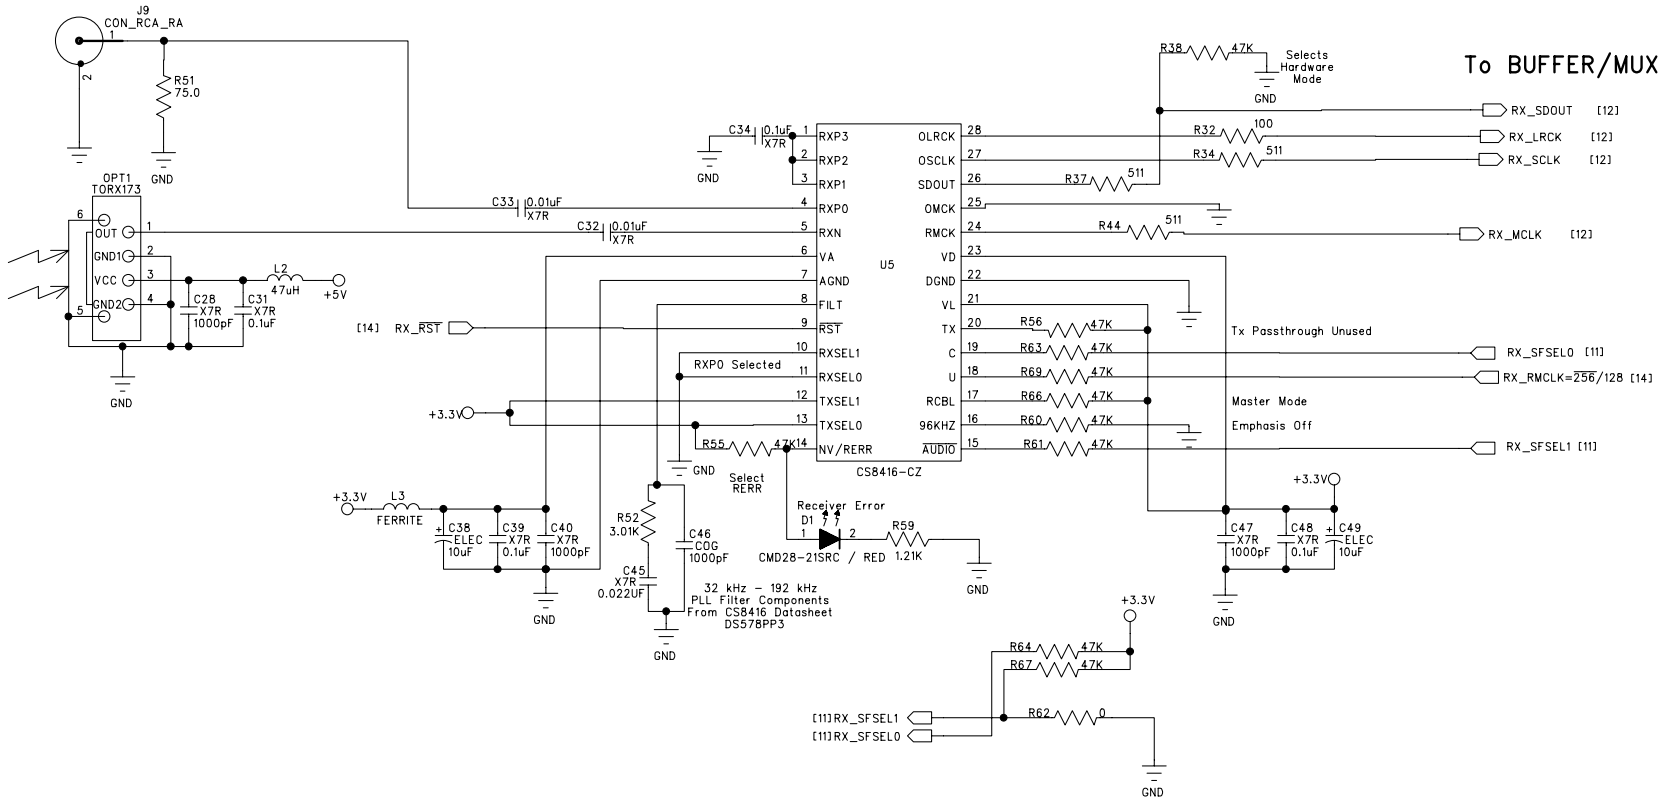 J9
CON_RCA_RA
1
2
R51
75.0
GND
OPT1
TORX173
6
OUT 1
GND1 2
VCC 3
GND2 4
5
L2
47uH
+5V
C28
X7R
1000pF
C31
X7R
0.1uF
GND
C34 0.1uF
X7R
GND
C33 0.01uF
X7R
C32 0.01uF
X7R
[14] RX_RST
RXP0 Selected
+3.3V
R55 47K
Select
RERR
GND
1 RXP3
2 RXP2
3 RXP1
4 RXP0
5 RXN
6 VA
7 AGND
8 FILT
9 RST
10 RXSEL1
11 RXSEL0
12 TXSEL1
13 TXSEL0
14 NV/RERR
U5
OLRCK 28
OSCLK 27
SDOUT 26
OMCK 25
RMCK 24
VD 23
DGND 22
VL 21
TX 20
C 19
U 18
RCBL 17
96KHZ 16
AUDIO 15
CS8416-CZ
R38 47K
GND
Selects
Hardware
Mode
To BUFFER/MUX
RX_SDOUT [12]
R32 100
RX_LRCK [12]
R34 511
RX_SCLK [12]
R37 511
R44 511
RX_MCLK [12]
R56 47K
Tx Passthrough Unused
R63 47K
RX_SFSEL0 [11]
R69 47K
RX_RMCLK=256/128 [14]
R66 47K
Master Mode
R60 47K
Emphasis Off
R61 47K
RX_SFSEL1 [11]
+3.3V
L3
FERRITE
+
C38
ELEC
10uF
C39
X7R
0.1uF
C40
X7R
1000pF
GND
R52
3.01K
C45
X7R
0.022UF
C46
COG
1000pF
GND
32 kHz - 192 kHz
PLL Filter Components
From CS8416 Datasheet
DS578PP3
Receiver Error
D1
1 2
CMD28-21SRC / RED
R59
1.21K
GND
+3.3V
C47
X7R
1000pF
C48
X7R
0.1uF
+
C49
ELEC
10uF
GND
+3.3V
R64 47K
R67 47K
[11]RX_SFSEL1
R62 0
[11]RX_SFSEL0
GND